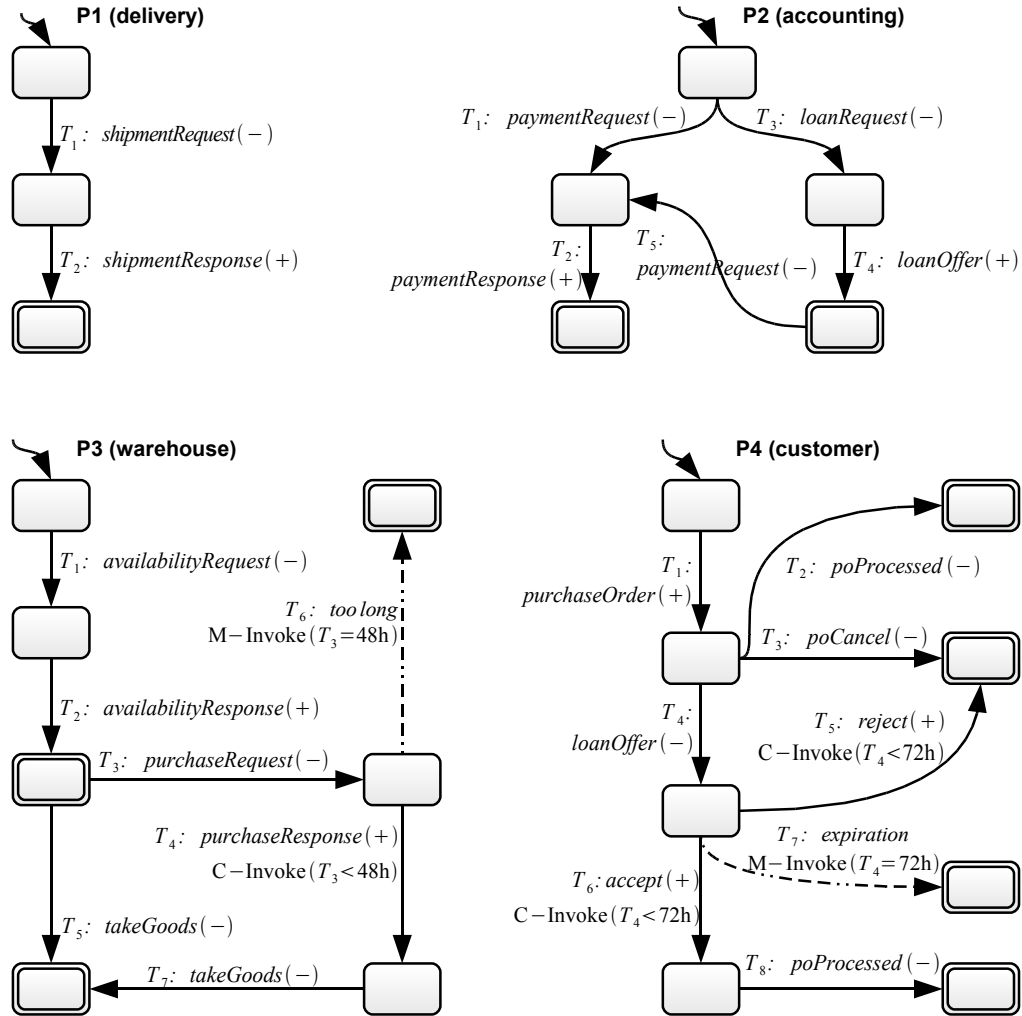 P1 (delivery)
T1: shipmentRequest(−)
T2: shipmentResponse(+)
P2 (accounting)
T1: paymentRequest(−)
T3: loanRequest(−)
T2:
paymentResponse(+)
T5:
paymentRequest(−)
T4: loanOffer(+)
P3 (warehouse)
T1: availabilityRequest(−)
T6: too long
M−Invoke(T3=48h)
T2: availabilityResponse(+)
T3: purchaseRequest(−)
T4: purchaseResponse(+)
C−Invoke(T3<48h)
T5: takeGoods(−)
T7: takeGoods(−)
P4 (customer)
T1:
purchaseOrder(+)
T2: poProcessed(−)
T3: poCancel(−)
T4:
loanOffer(−)
T5: reject(+)
C−Invoke(T4<72h)
T7: expiration
M−Invoke(T4=72h)
T6: accept(+)
C−Invoke(T4<72h)
T8: poProcessed(−)